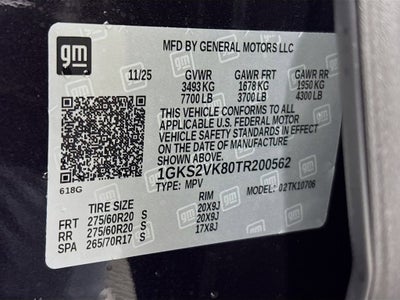 gm
MFD BY GENERAL MOTORS LLC
11/25 GVWR GAWR FRT GAWR RR
3493 KG 1678 KG 1950 KG
7700 LB 3700 LB 4300 LB
THIS VEHICLE CONFORMS TO ALL
APPLICABLE U.S. FEDERAL MOTOR
VEHICLE SAFETY STANDARDS IN EFFECT
ON THE DATE OF MANUFACTURE
SHOWN ABOVE.
1GKS2VK80TR200562
TYPE: MPV MODEL: 02TK10706
618G
TIRE SIZE RIM
FRT 275/60R20 S 20X9J
RR 275/60R20 S 20X9J
SPA 265/70R17 S 17X8J